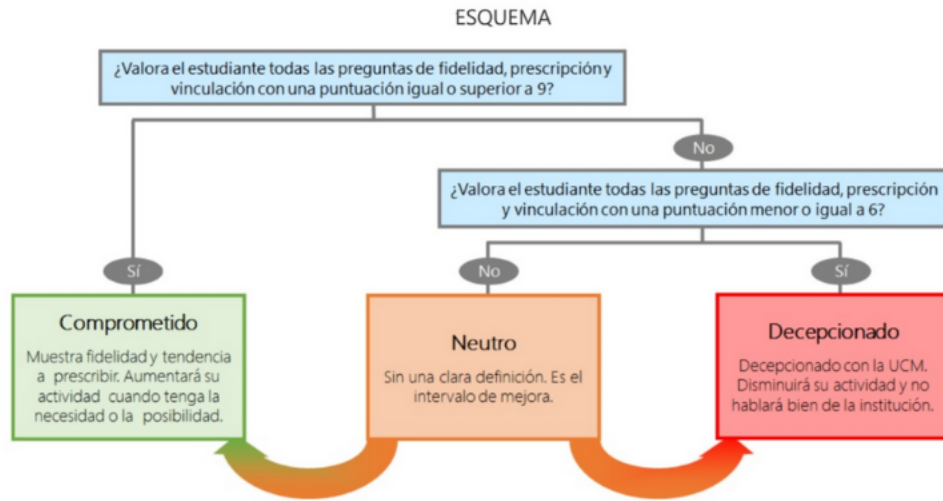 ESQUEMA
¿Valora el estudiante todas las preguntas de fidelidad, prescripción y
vinculación con una puntuación igual o superior a 9?
No
¿Valora el estudiante todas las preguntas de fidelidad, prescripción
y vinculación con una puntuación menor o igual a 6?
Sí
No
Sí
Comprometido
Muestra fidelidad y tendencia
a prescribir. Aumentará su
actividad cuando tenga la
necesidad o la posibilidad.
Neutro
Sin una clara definición. Es el
intervalo de mejora.
Decepcionado
Decepcionado con la UCM.
Disminuirá su actividad y no
hablará bien de la institución.